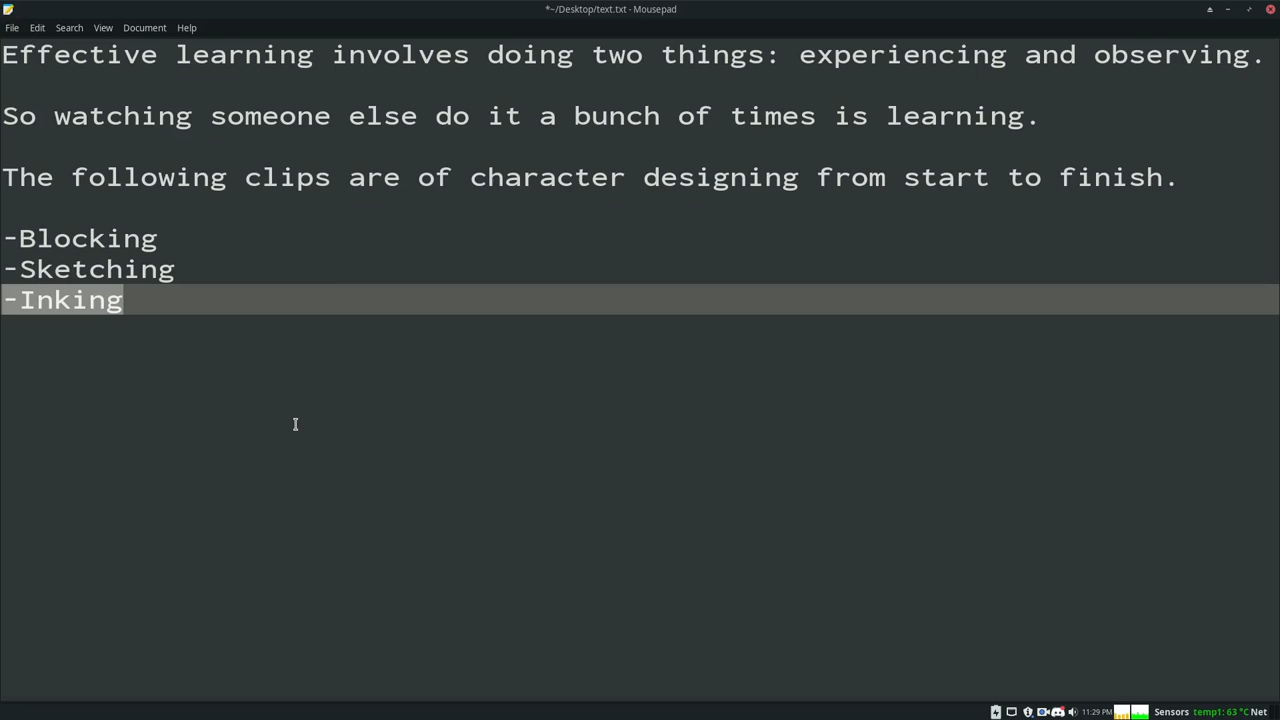 *~/Desktop/text.txt - Mousepad
File Edit Search View Document Help
Effective learning involves doing two things: experiencing and observing.
So watching someone else do it a bunch of times is learning.
The following clips are of character designing from start to finish.
-Blocking
-Sketching
-Inking
11:29 PM Sensors temp1: 63 °C Net